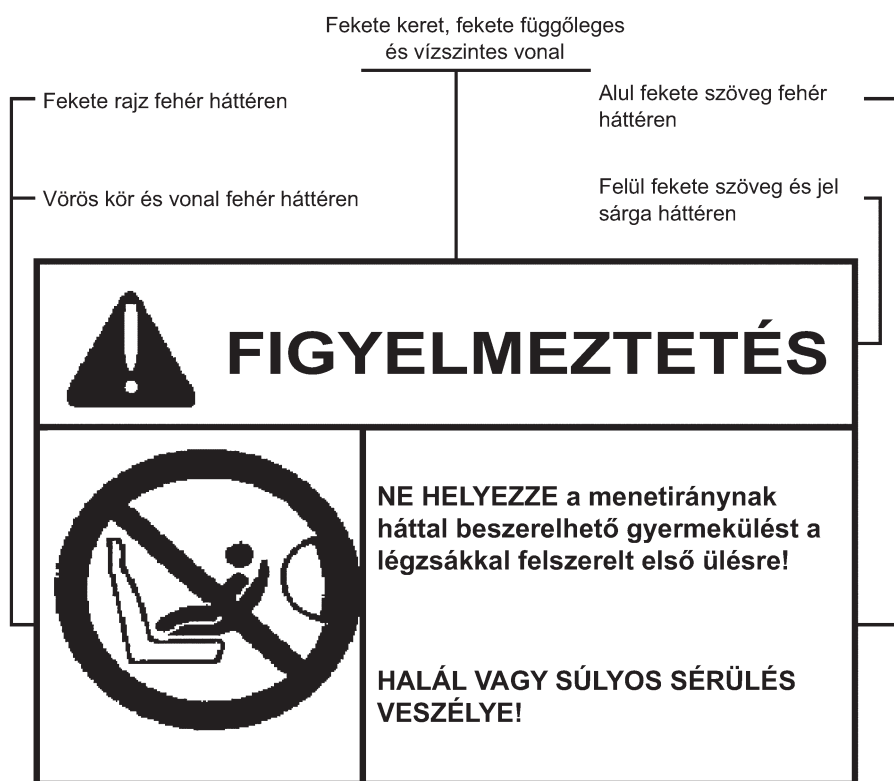 Fekete keret, fekete függőleges
és vízszintes vonal
Fekete rajz fehér háttéren
Alul fekete szöveg fehér
háttéren
Vörös kör és vonal fehér háttéren
Felül fekete szöveg és jel
sárga háttéren
FIGYELMEZTETÉS
NE HELYEZZE a menetiránynak
háttal beszerelhető gyermekülést a
légzsákkal felszerelt első ülésre!
HALÁL VAGY SÚLYOS SÉRÜLÉS
VESZÉLYE!